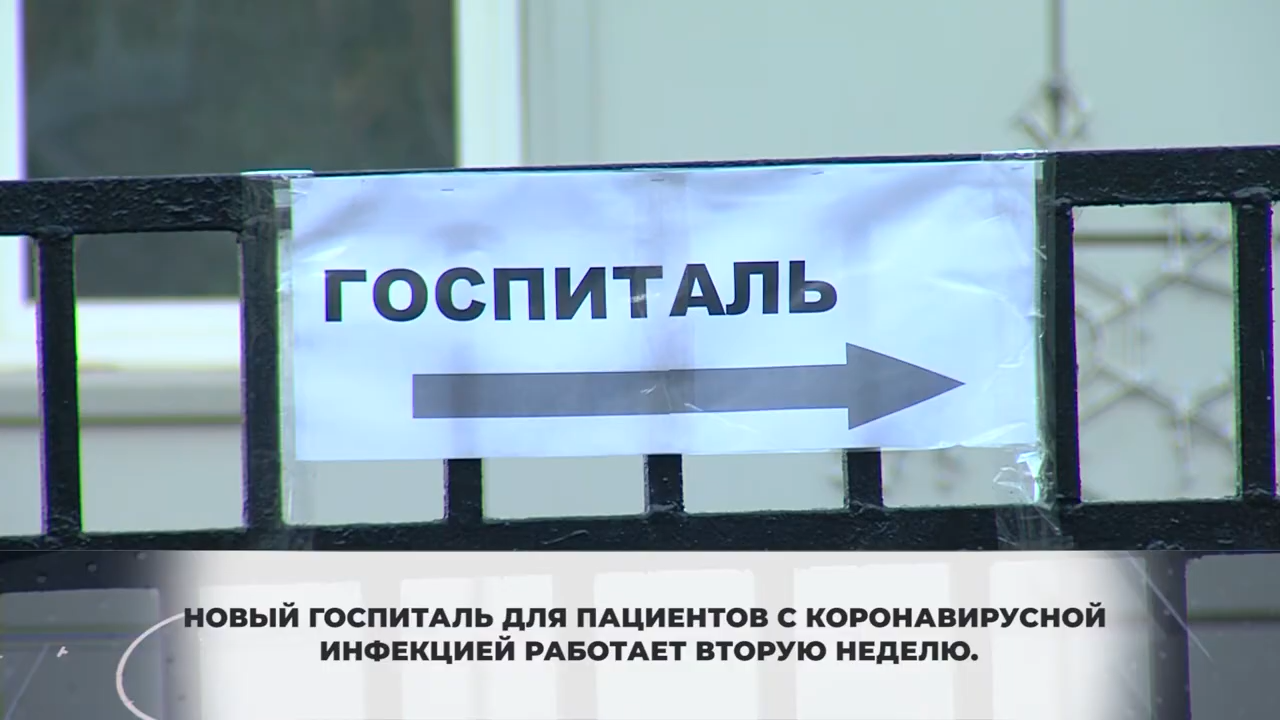 ГОСПИТАЛЬ
НОВЫЙ ГОСПИТАЛЬ ДЛЯ ПАЦИЕНТОВ С КОРОНАВИРУСНОЙ
ИНФЕКЦИЕЙ РАБОТАЕТ ВТОРУЮ НЕДЕЛЮ.